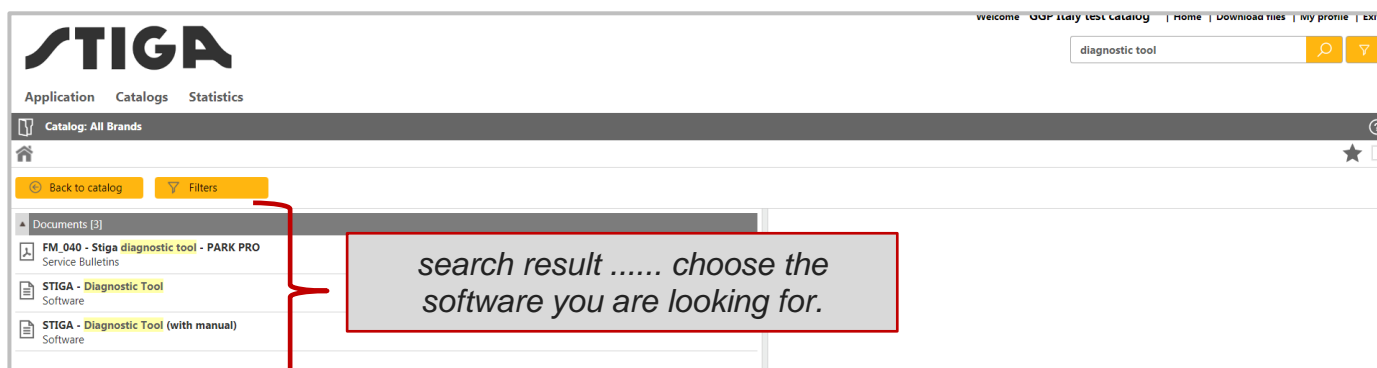 Welcome GGP Italy test catalog | Home | Download files | My profile |
STIGA
diagnostic tool
Application Catalogs Statistics
Catalog: All Brands
Back to catalog
Filters
Documents [3]
FM_040 - Stiga diagnostic tool - PARK PRO
Service Bulletins
STIGA - Diagnostic Tool
Software
STIGA - Diagnostic Tool (with manual)
Software
search result ...... choose the
software you are looking for.